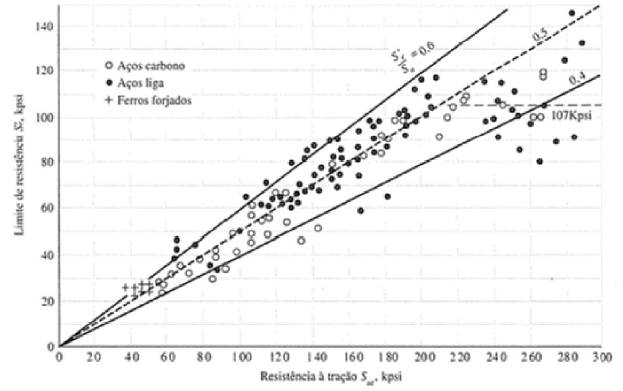 Limite de resistência S'e, kpsi
140
120
100
80
60
40
20
0
Aços carbono
Aços liga
Ferros forjados
S'e/Su = 0,6
0,5
0,4
107Kpsi
0 20 40 60 80 100 120 140 160 180 200 220 240 260 280 300
Resistência à tração Sut, kpsi